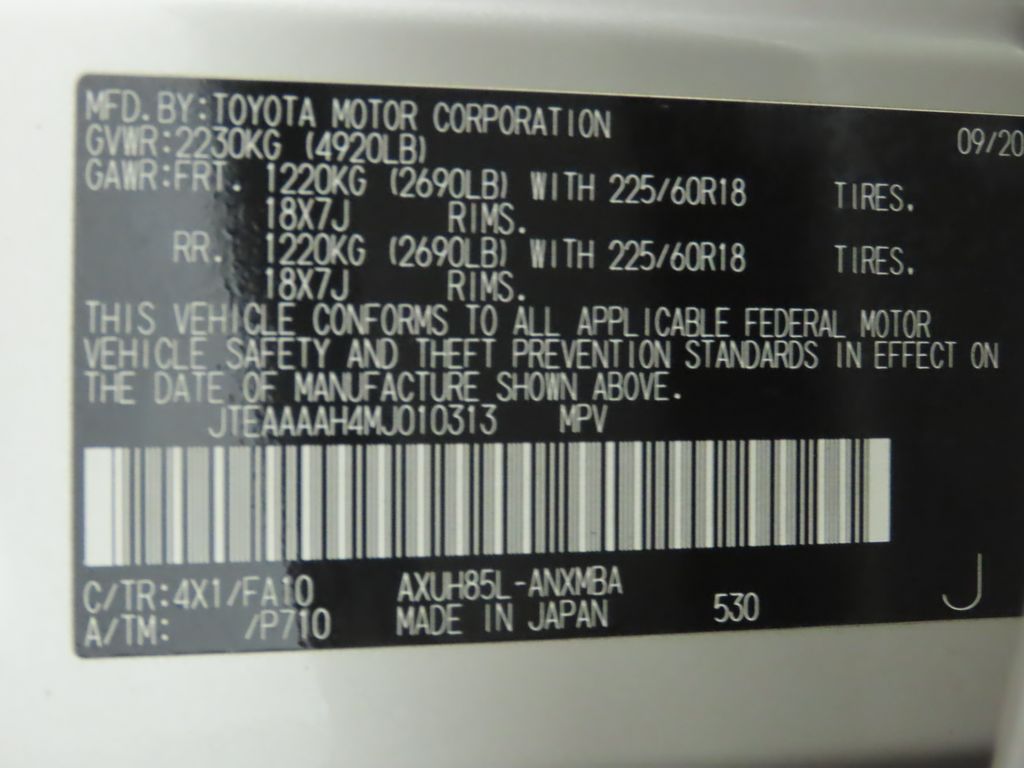 MFD. BY: TOYOTA MOTOR CORPORATION 09/20
GVWR: 2230KG (4920LB)
GAWR: FRT. 1220KG (2690LB) WITH 225/60R18 TIRES.
18X7J RIMS.
RR. 1220KG (2690LB) WITH 225/60R18 TIRES.
18X7J RIMS.
THIS VEHICLE CONFORMS TO ALL APPLICABLE FEDERAL MOTOR
VEHICLE SAFETY AND THEFT PREVENTION STANDARDS IN EFFECT ON
THE DATE OF MANUFACTURE SHOWN ABOVE.
JTEAAAAH4MJ010313 MPV
C/TR: 4X1/FA10 AXUH85L-ANXMBA
A/TM: /P710 MADE IN JAPAN 530 J